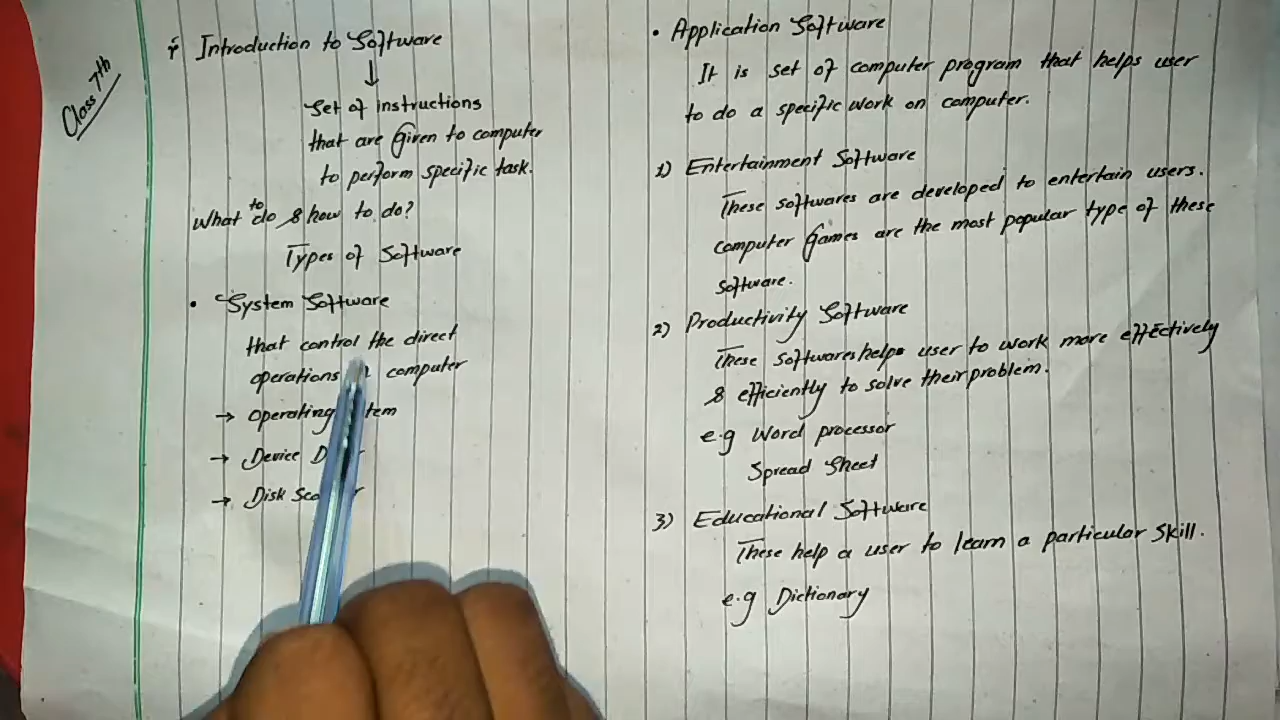 Class 7th
Introduction to Software
↓
Set of instructions
that are Given to computer
to perform specific task.
What to do & how to do?
Types of Software
• System Software
that control the direct
operations computer
→ Operating
→ Device
→ Disk
• Application Software
It is set of computer program that helps user
to do a specific work on computer.
1) Entertainment Software
These softwares are developed to entertain users.
computer Games are the most popular type of these
software.
2) Productivity Software
These Softwares help user to work more effectively
& efficiently to solve their problem.
e.g Word processor
Spread Sheet
3) Educational Software
These help a user to learn a particular skill.
e.g Dictionary